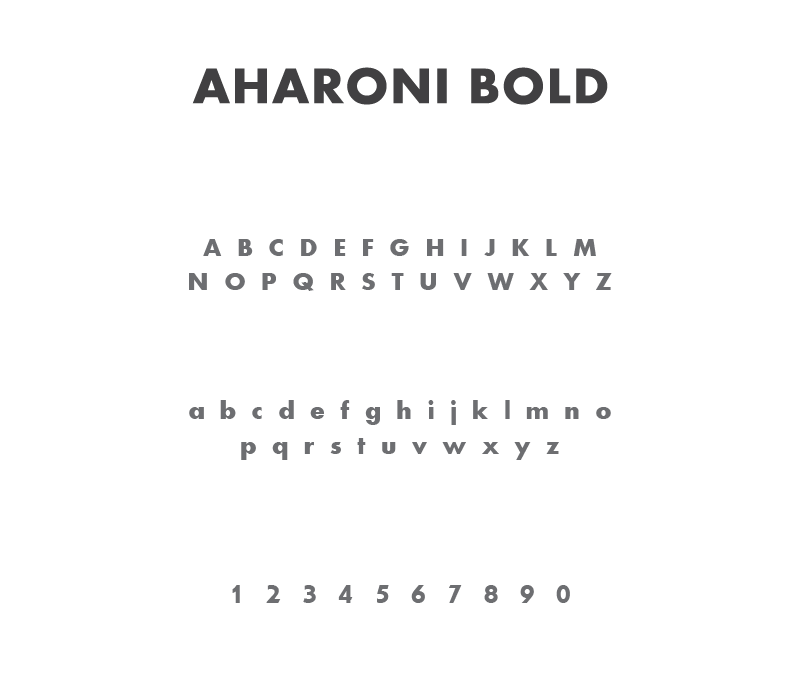 AHARONI BOLD
A B C D E F G H I J K L M
N O P Q R S T U V W X Y Z
a b c d e f g h i j k l m n o
p q r s t u v w x y z
1 2 3 4 5 6 7 8 9 0